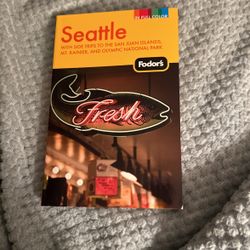 IN FULL COLOR
Seattle
WITH SIDE TRIPS TO THE SAN JUAN ISLANDS,
MT. RAINIER, AND OLYMPIC NATIONAL PARK
Fodor's
Fresh